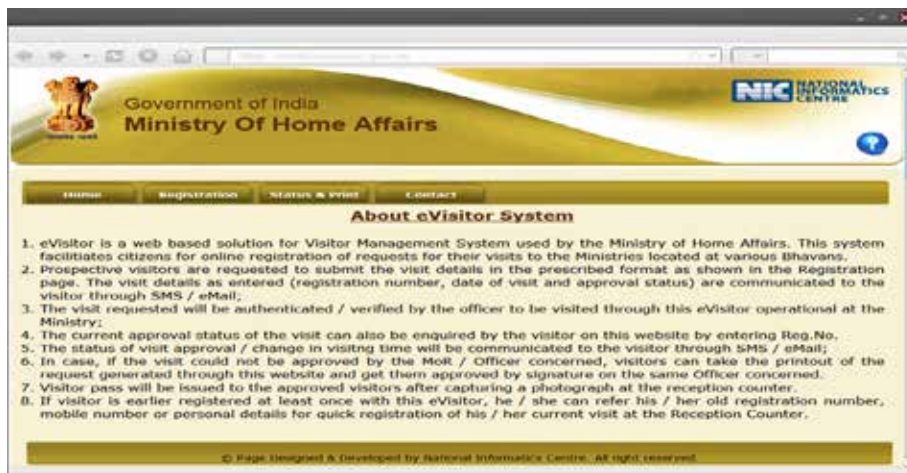 Government of India
Ministry Of Home Affairs
NIC NATIONAL
INFORMATICS
CENTRE
?
Home Registration Status & Print Contact
About eVisitor System
1. eVisitor is a web based solution for Visitor Management System used by the Ministry of Home Affairs. This system
facilitiates citizens for online registration of requests for their visits to the Ministries located at various Bhavans.
2. Prospective visitors are requested to submit the visit details in the prescribed format as shown in the Registration
page. The visit details as entered (registration number, date of visit and approval status) are communicated to the
visitor through SMS / eMail;
3. The visit requested will be authenticated / verified by the officer to be visited through this eVisitor operational at the
Ministry;
4. The current approval status of the visit can also be enquired by the visitor on this website by entering Reg.No.
5. The status of visit approval / change in visitng time will be communicated to the visitor through SMS / eMail;
6. In case, if the visit could not be approved by the MoR / Officer concerned, visitors can take the printout of the
request generated through this website and get them approved by signature on the same Officer concerned.
7. Visitor pass will be issued to the approved visitors after capturing a photograph at the reception counter.
8. If visitor is earlier registered at least once with this eVisitor, he / she can refer his / her old registration number,
mobile number or personal details for quick registration of his / her current visit at the Reception Counter.
© Page Designed & Developed by National Informatics Centre. All right reserved.